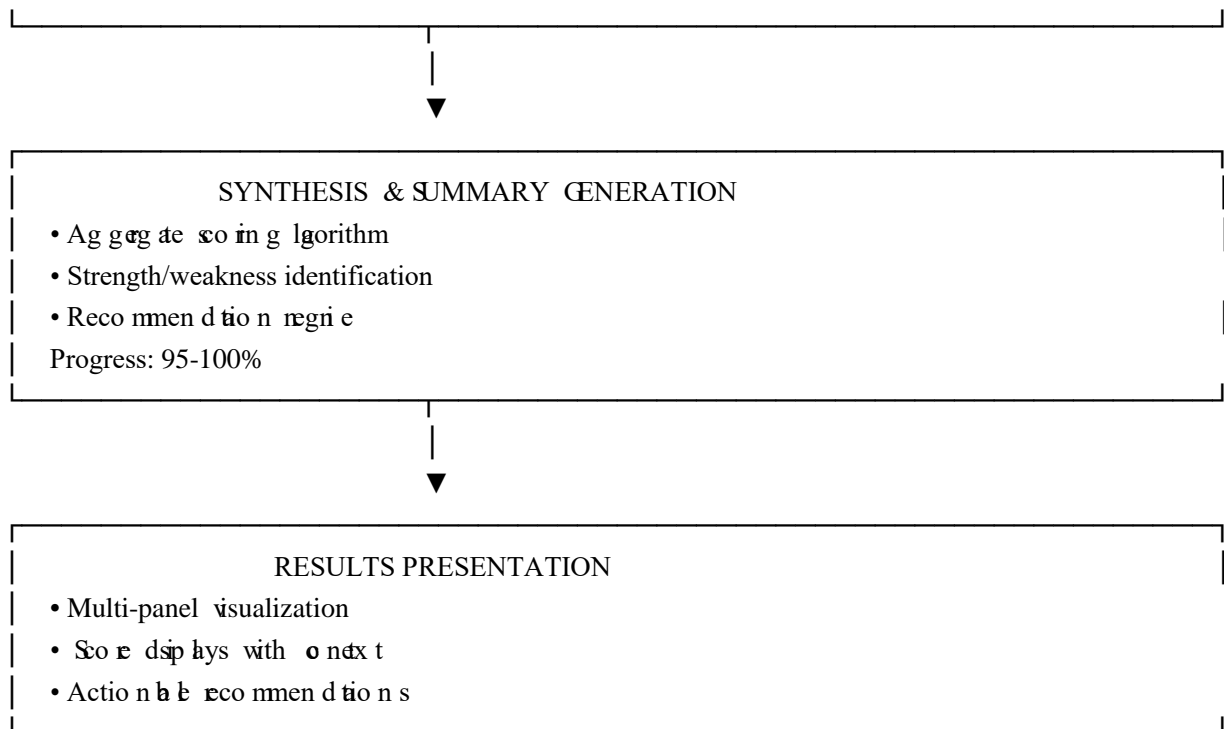 SYNTHESIS & SUMMARY GENERATION
• Aggregate scoring algorithm
• Strength/weakness identification
• Recommendation engine
Progress: 95-100%
RESULTS PRESENTATION
• Multi-panel visualization
• Score displays with context
• Actionable recommendations